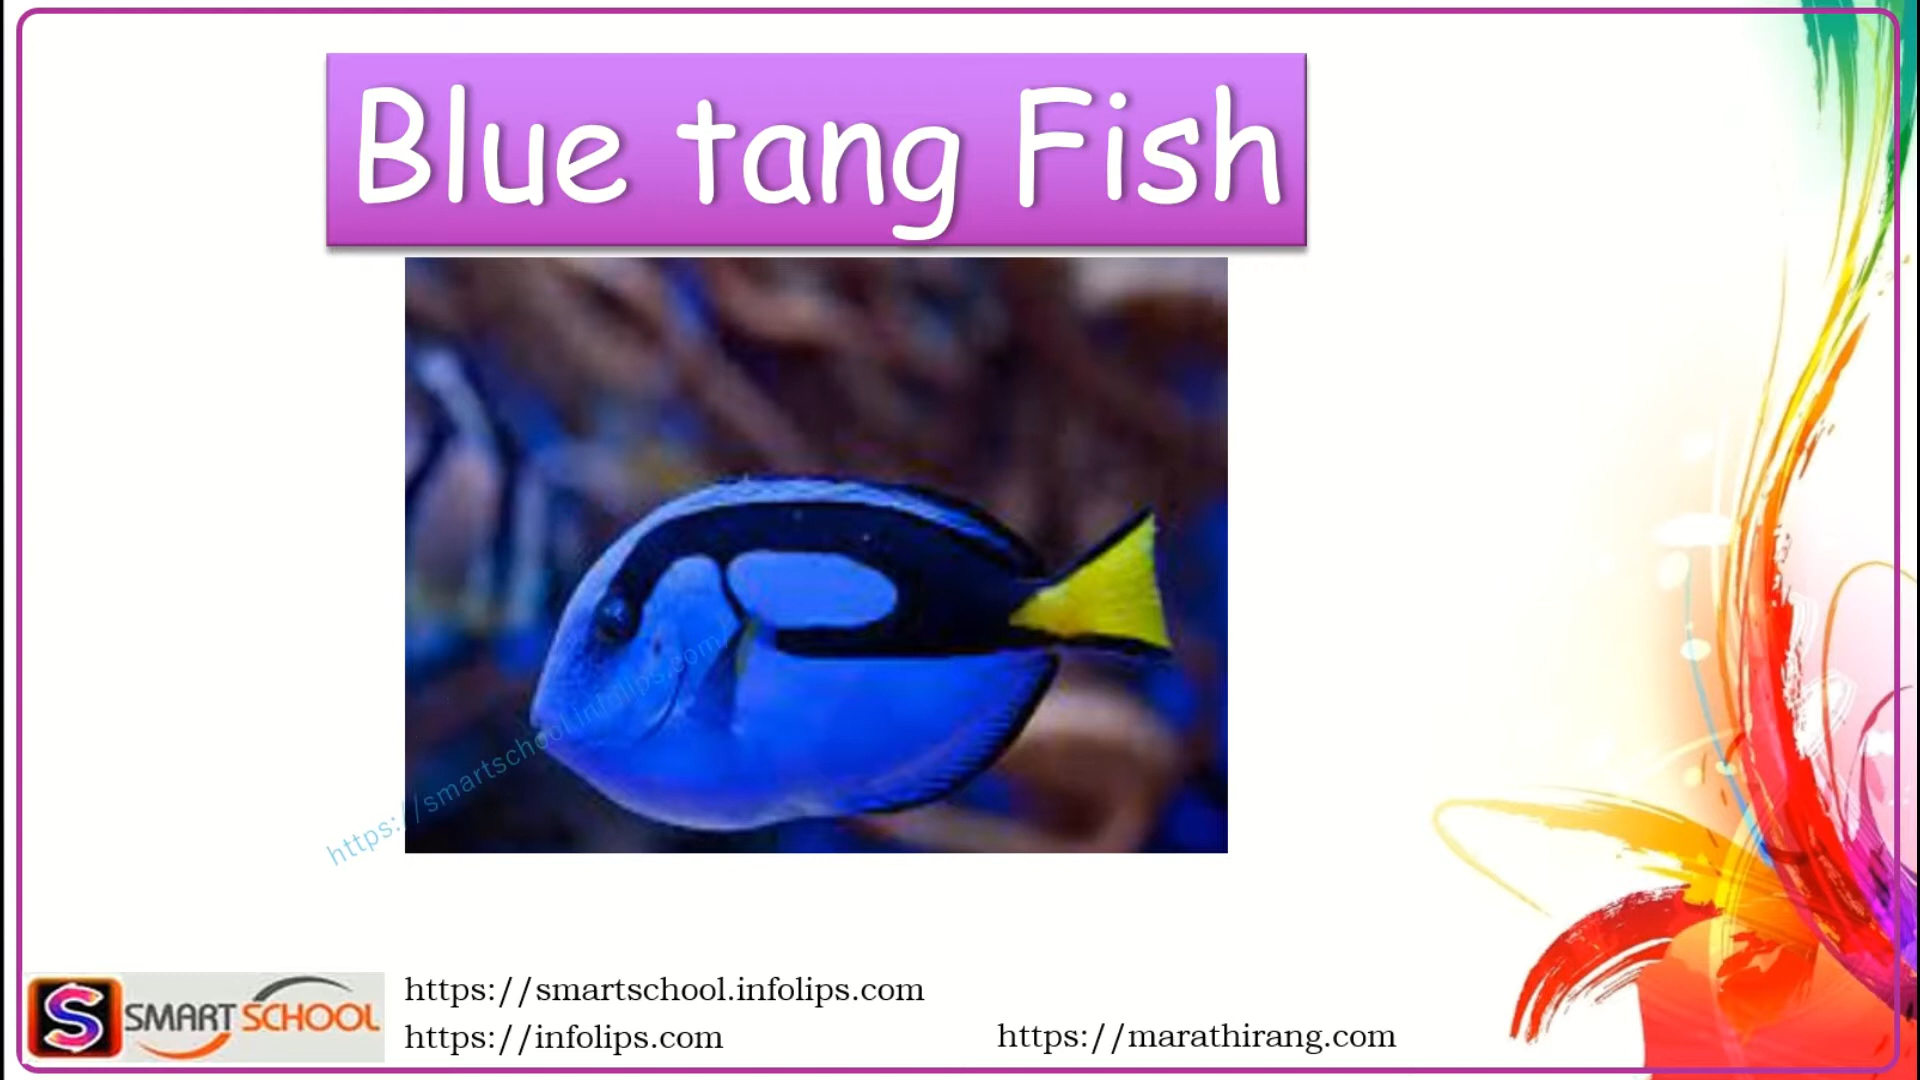 Blue tang Fish
https://smartschool.infolips.com/
S SMART SCHOOL
https://smartschool.infolips.com
https://infolips.com
https://marathirang.com